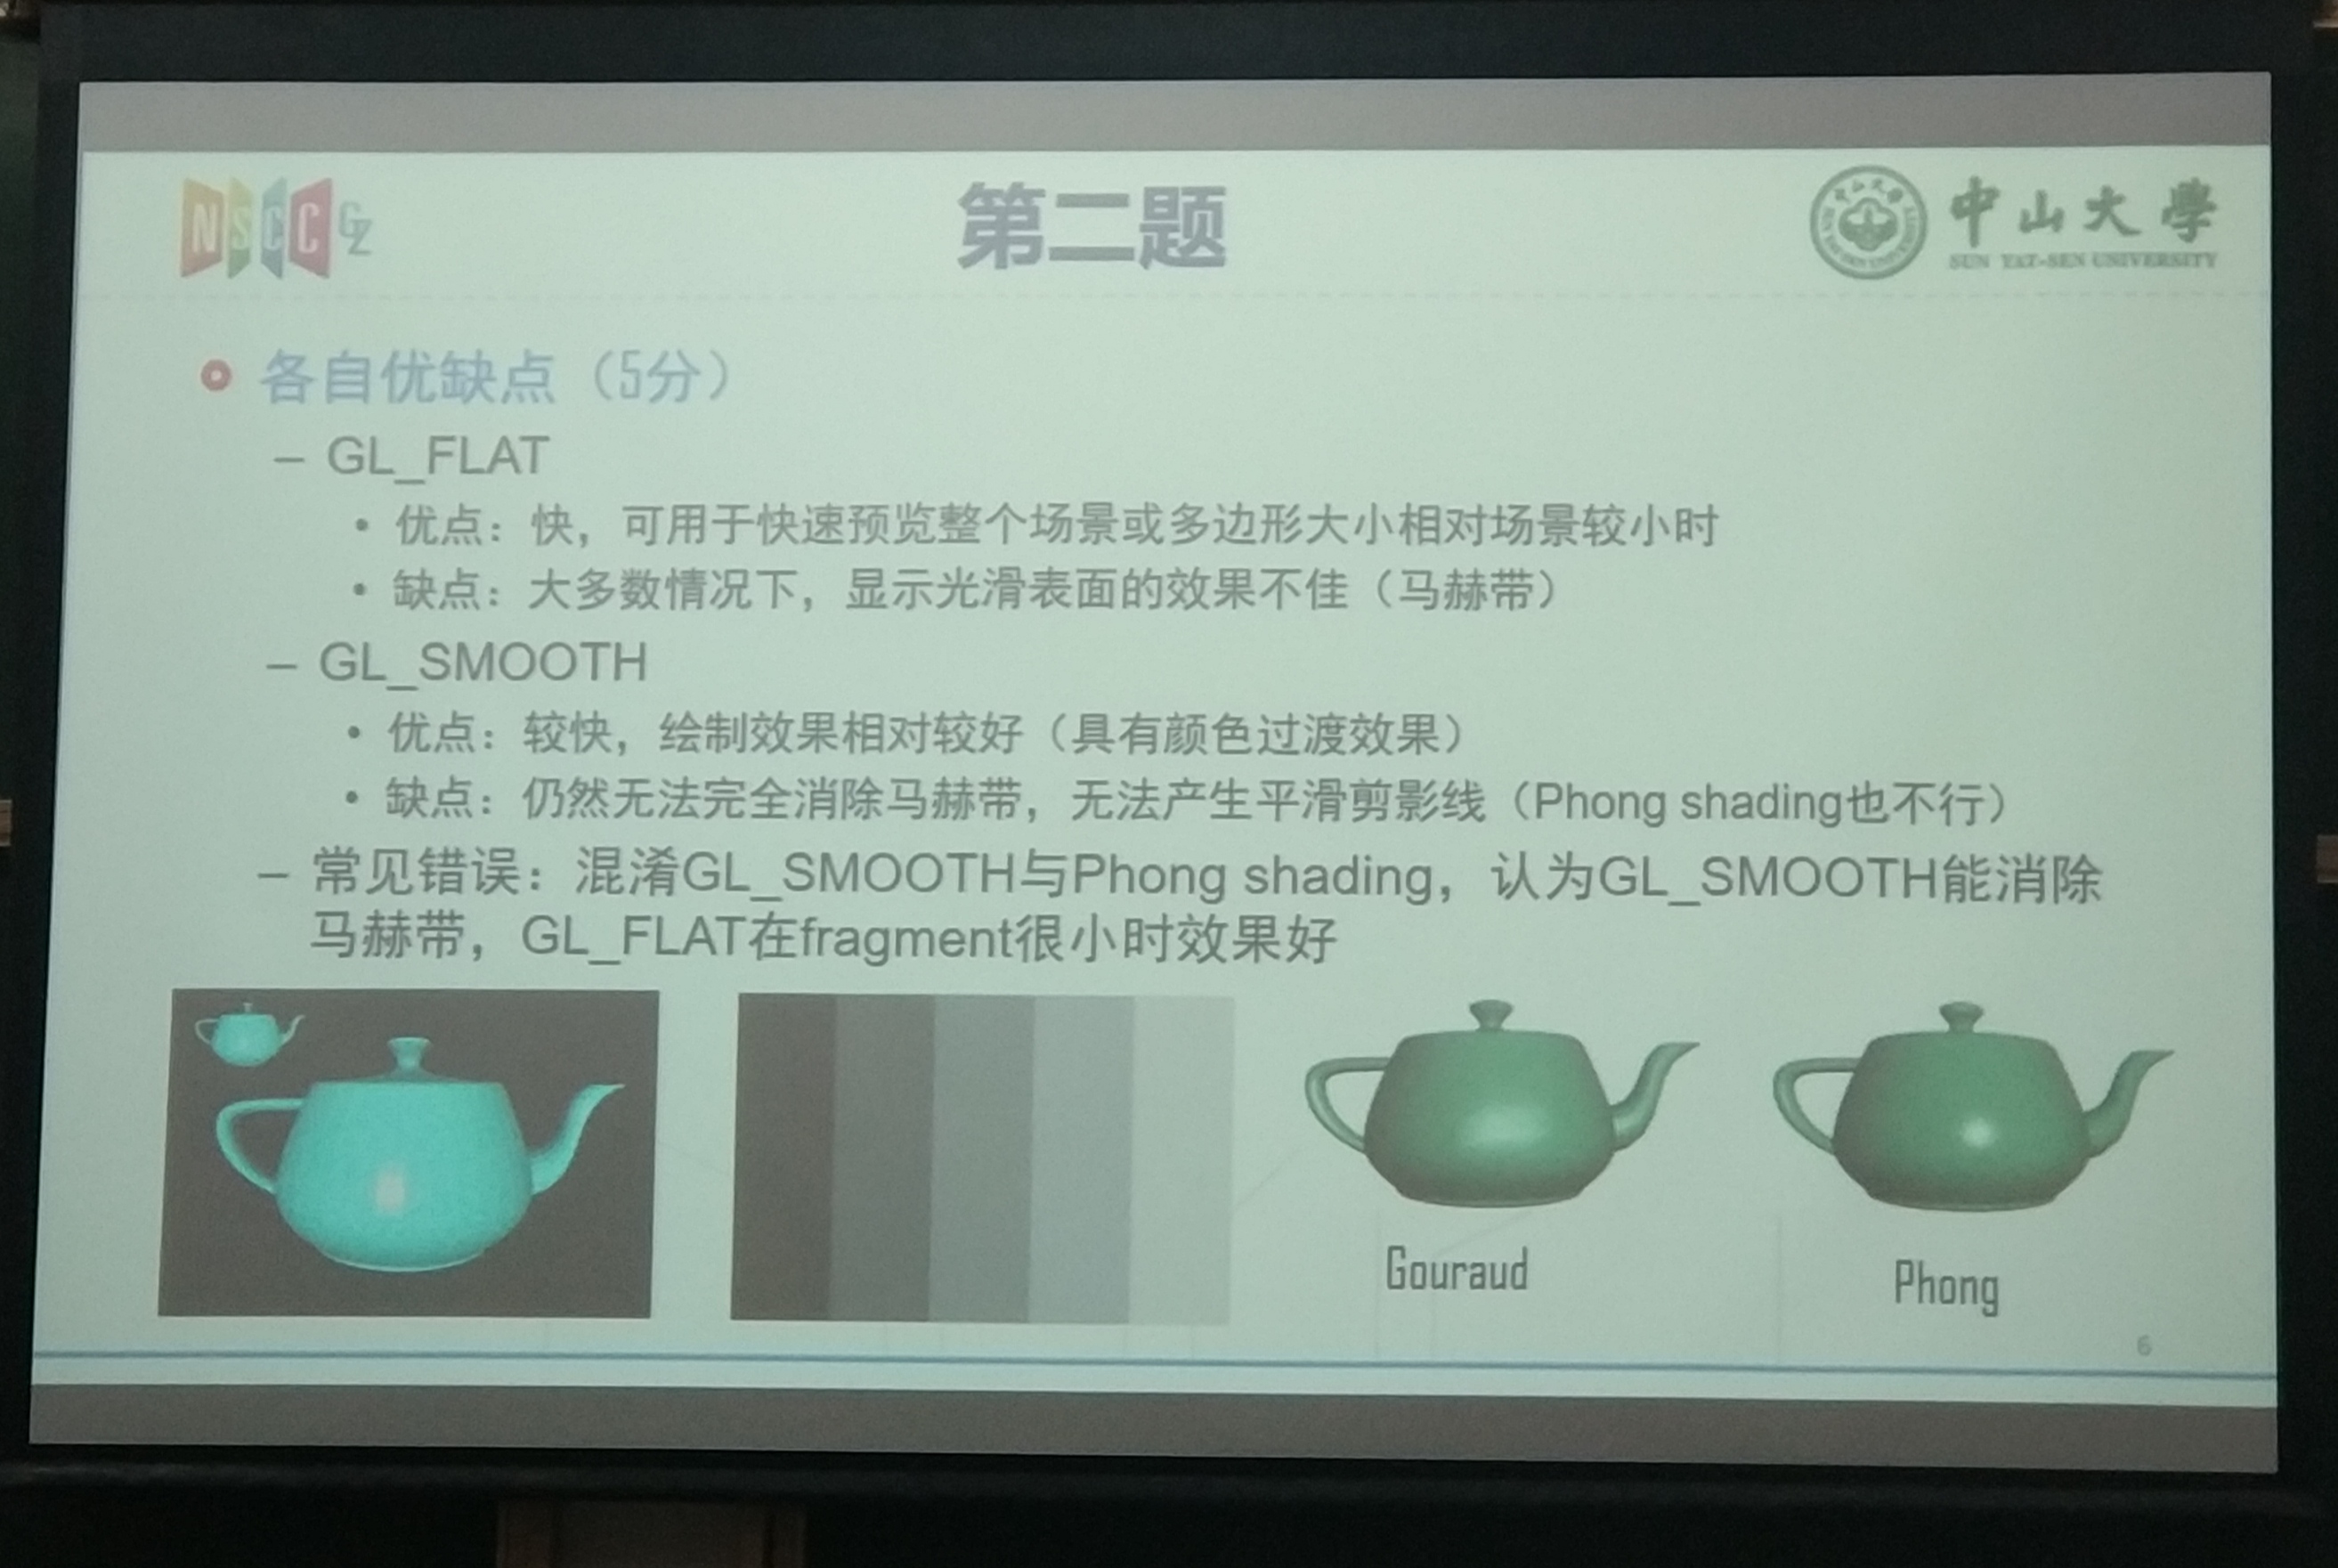 NSCC GZ
第二题
中山大學
SUN YAT-SEN UNIVERSITY
各自优缺点（5分）
– GL_FLAT
• 优点：快，可用于快速预览整个场景或多边形大小相对场景较小时
• 缺点：大多数情况下，显示光滑表面的效果不佳（马赫带）
– GL_SMOOTH
• 优点：较快，绘制效果相对较好（具有颜色过渡效果）
• 缺点：仍然无法完全消除马赫带，无法产生平滑剪影线（Phong shading也不行）
– 常见错误：混淆GL_SMOOTH与Phong shading，认为GL_SMOOTH能消除
马赫带，GL_FLAT在fragment很小时效果好
Gouraud
Phong
6